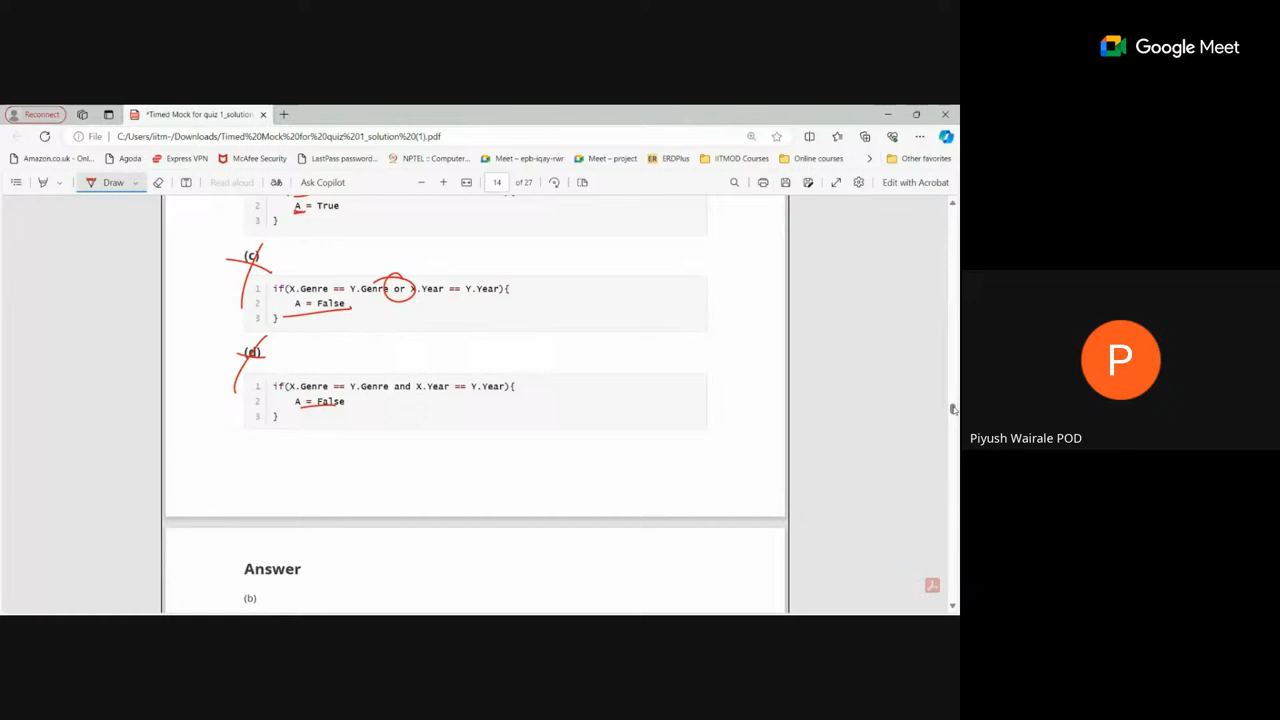 Google Meet
Reconnect
*Timed Mock for quiz 1_solution
File
C:/Users/iitm-/Downloads/Timed%20Mock%20for%20quiz%201_solution%20(1).pdf
Amazon.co.uk - Onl...
Agoda
Express VPN
McAfee Security
LastPass password...
NPTEL :: Computer...
Meet – epb-iqay-rwr
Meet – project
ER ERDPlus
IITMOD Courses
Online courses
Other favorites
Draw
Read aloud
Ask Copilot
14 of 27
Edit with Acrobat
2 A = True
3 }
(c)
1 if(X.Genre == Y.Genre or X.Year == Y.Year){
2 A = False
3 }
(d)
1 if(X.Genre == Y.Genre and X.Year == Y.Year){
2 A = False
3 }
Answer
(b)
P
Piyush Wairale POD